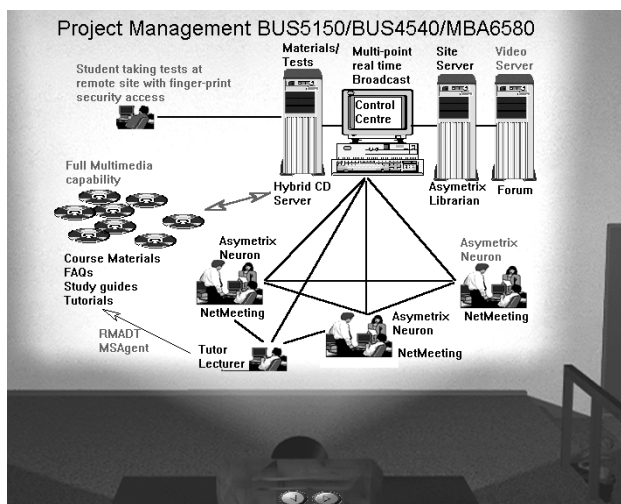 Project Management BUS5150/BUS4540/MBA6580
Materials/
Tests
Multi-point
real time
Broadcast
Site
Server
Video
Server
Student taking tests at
remote site with finger-print
security access
Control
Centre
Full Multimedia
capability
Hybrid CD
Server
Asymetrix
Librarian
Forum
Course Materials
FAQs
Study guides
Tutorials
Asymetrix
Neuron
NetMeeting
Asymetrix
Neuron
NetMeeting
Asymetrix
Neuron
NetMeeting
RMADT
MSAgent
Tutor
Lecturer